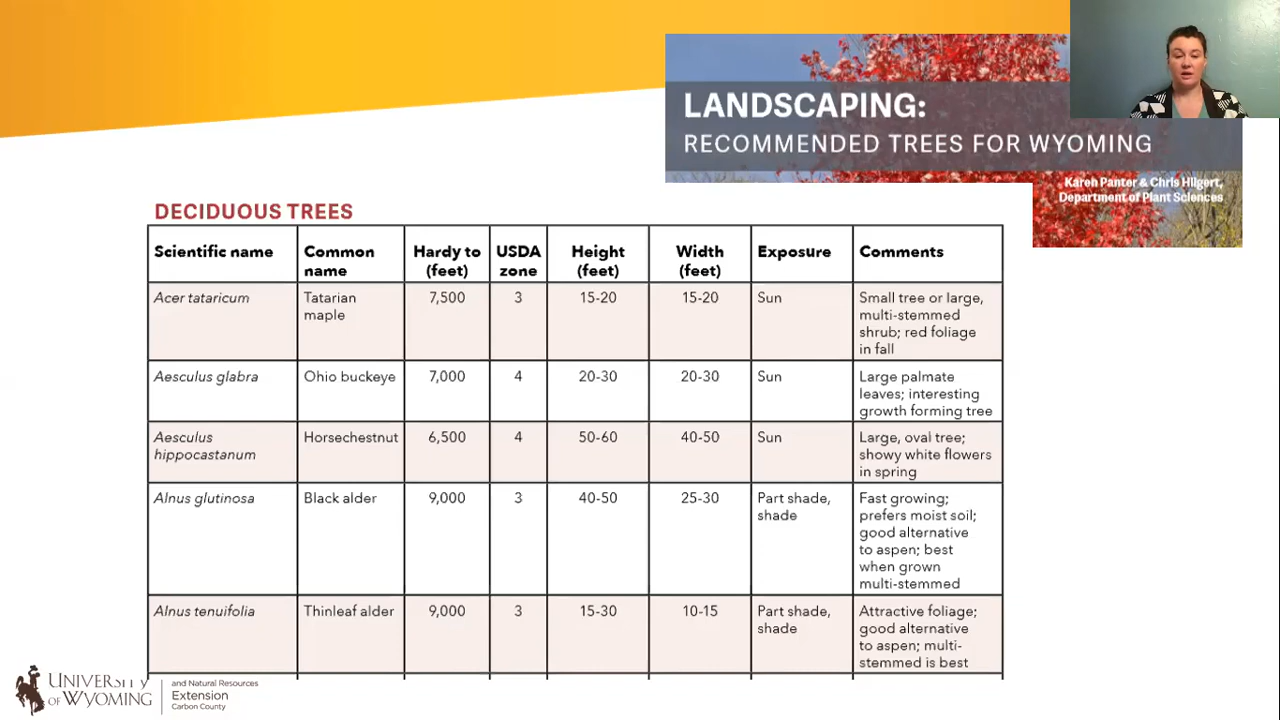 LANDSCAPING:
RECOMMENDED TREES FOR WYOMING
Karen Panter & Chris Hilgert,
Department of Plant Sciences
DECIDUOUS TREES
Scientific name | Common name | Hardy to (feet) | USDA zone | Height (feet) | Width (feet) | Exposure | Comments
Acer tataricum | Tatarian maple | 7,500 | 3 | 15-20 | 15-20 | Sun | Small tree or large, multi-stemmed shrub; red foliage in fall
Aesculus glabra | Ohio buckeye | 7,000 | 4 | 20-30 | 20-30 | Sun | Large palmate leaves; interesting growth forming tree
Aesculus hippocastanum | Horsechestnut | 6,500 | 4 | 50-60 | 40-50 | Sun | Large, oval tree; showy white flowers in spring
Alnus glutinosa | Black alder | 9,000 | 3 | 40-50 | 25-30 | Part shade, shade | Fast growing; prefers moist soil; good alternative to aspen; best when grown multi-stemmed
Alnus tenuifolia | Thinleaf alder | 9,000 | 3 | 15-30 | 10-15 | Part shade, shade | Attractive foliage; good alternative to aspen; multi-stemmed is best
UNIVERSITY
OF WYOMING
and Natural Resources
Extension
Carbon County